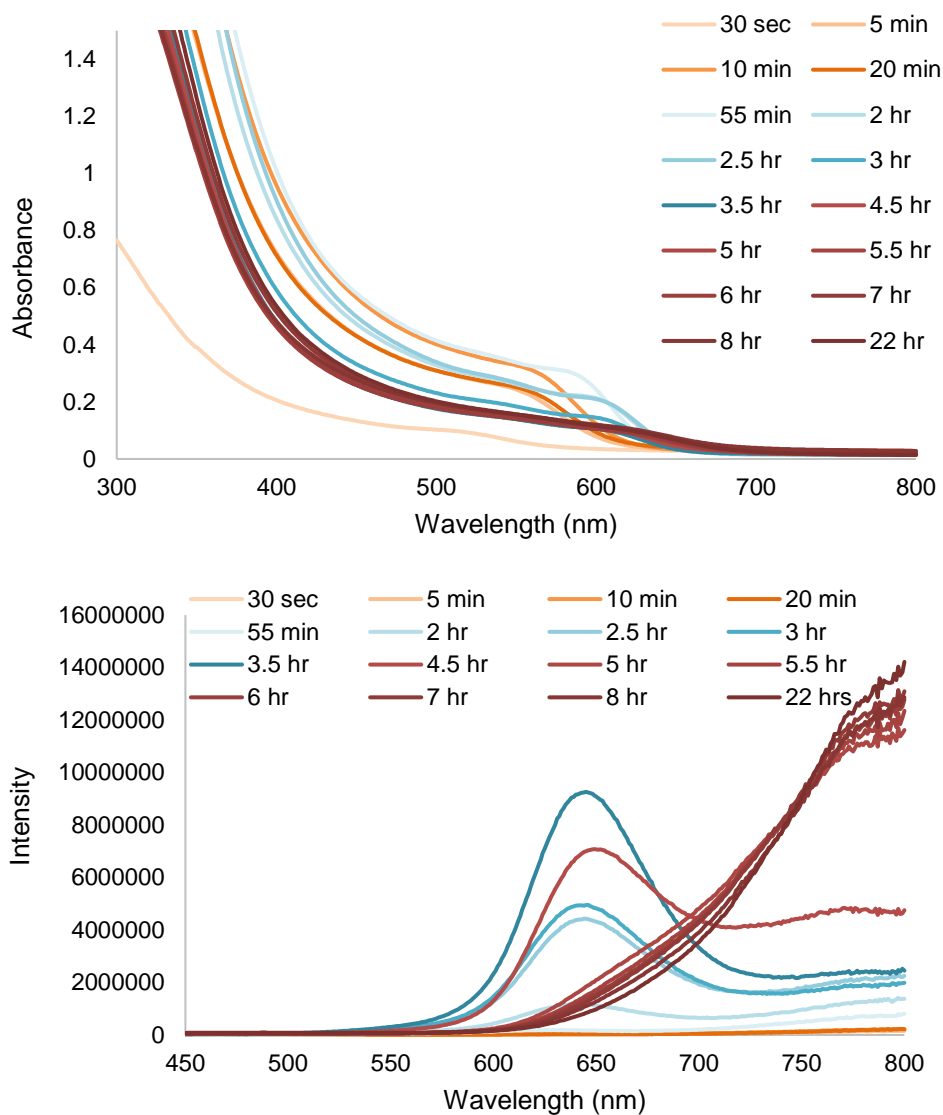 30 sec 5 min
10 min 20 min
55 min 2 hr
2.5 hr 3 hr
3.5 hr 4.5 hr
5 hr 5.5 hr
6 hr 7 hr
8 hr 22 hr
Absorbance
1.4
1.2
1
0.8
0.6
0.4
0.2
0
300 400 500 600 700 800
Wavelength (nm)
30 sec 5 min 10 min 20 min
55 min 2 hr 2.5 hr 3 hr
3.5 hr 4.5 hr 5 hr 5.5 hr
6 hr 7 hr 8 hr 22 hrs
Intensity
16000000
14000000
12000000
10000000
8000000
6000000
4000000
2000000
0
450 500 550 600 650 700 750 800
Wavelength (nm)